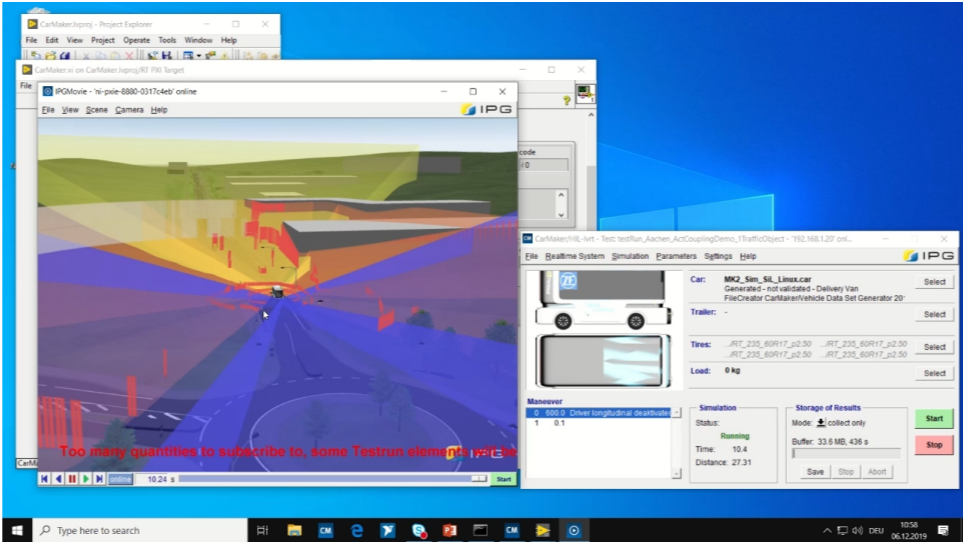 CarMaker.lvproj - Project Explorer
File Edit View Project Operate Tools Window Help
CarMaker.vi on CarMaker.lvproj/RT PXI Target
File
IPGMovie - 'ni-pxie-8880-0317c4eb' online
File View Scene Camera Help
IPG
code
0
Too many quantities to subscribe to, some Testrun elements will be
online 10.24 s Start
CarMaker/HIL-lvrt - Test: testRun_Aachen_ActCouplingDemo_1TrafficObject - '192.168.1.20' onl...
File Realtime System Simulation Parameters Settings Help
IPG
ZF
Car: MK2_Sim_SiL_Linux.car Select
Generated - not validated - Delivery Van
FileCreator CarMaker/Vehicle Data Set Generator 20
Trailer: - Select
Tires: ../RT_235_60R17_p2.50 ../RT_235_60R17_p2.50 Select
../RT_235_60R17_p2.50 ../RT_235_60R17_p2.50
Load: 0 kg Select
Maneuver
0 600.0 Driver longitudinal deaktivate
1 0.1
Simulation
Status:
Running
Time: 10.4
Distance: 27.31
Storage of Results
Mode: collect only
Buffer: 33.6 MB, 436 s
Save Stop Abort
Start
Stop
Type here to search
CM
CM
DEU
10:58
06.12.2019